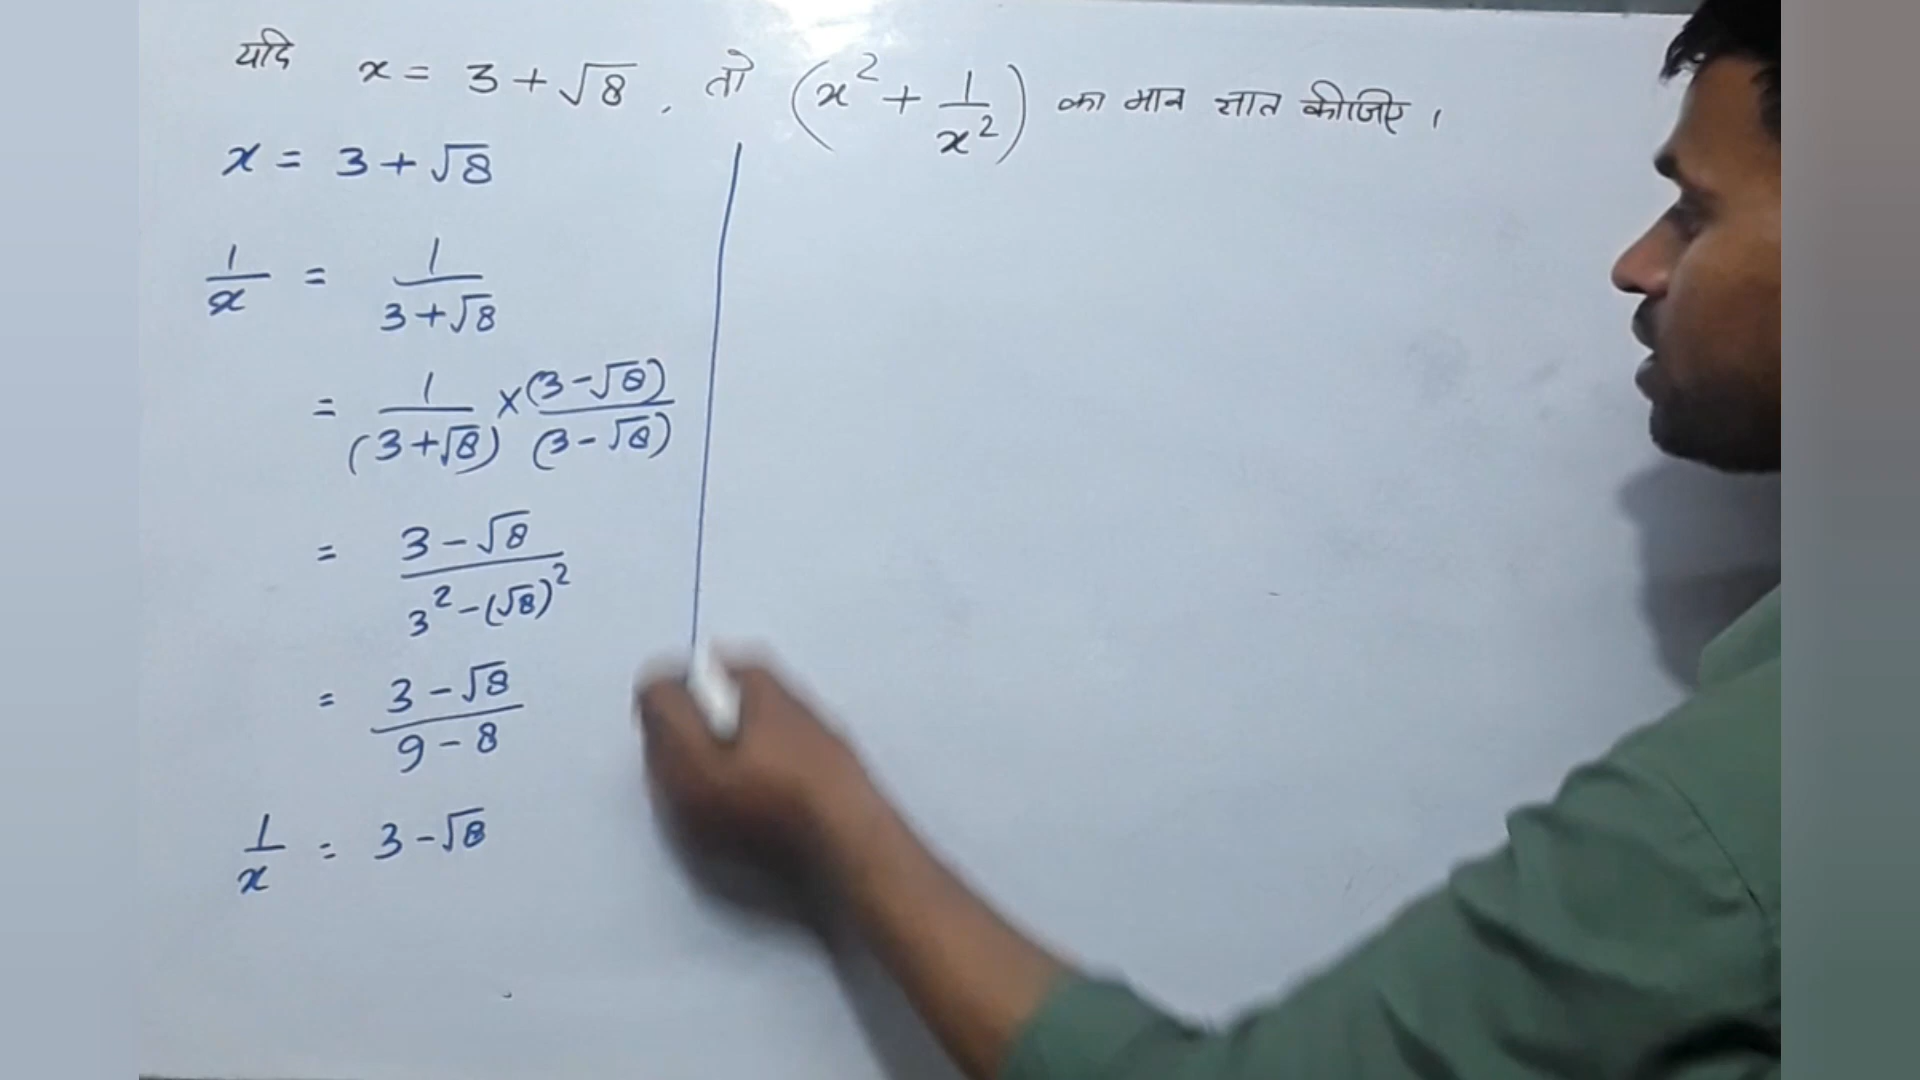 यदि x = 3 + √8 , तो (x² + 1/x²) का मान ज्ञात कीजिए ।
x = 3 + √8
1/x = 1/(3 + √8)
= 1/(3 + √8) × (3 - √8)/(3 - √8)
= (3 - √8)/(3² - (√8)²)
= (3 - √8)/(9 - 8)
1/x = 3 - √8